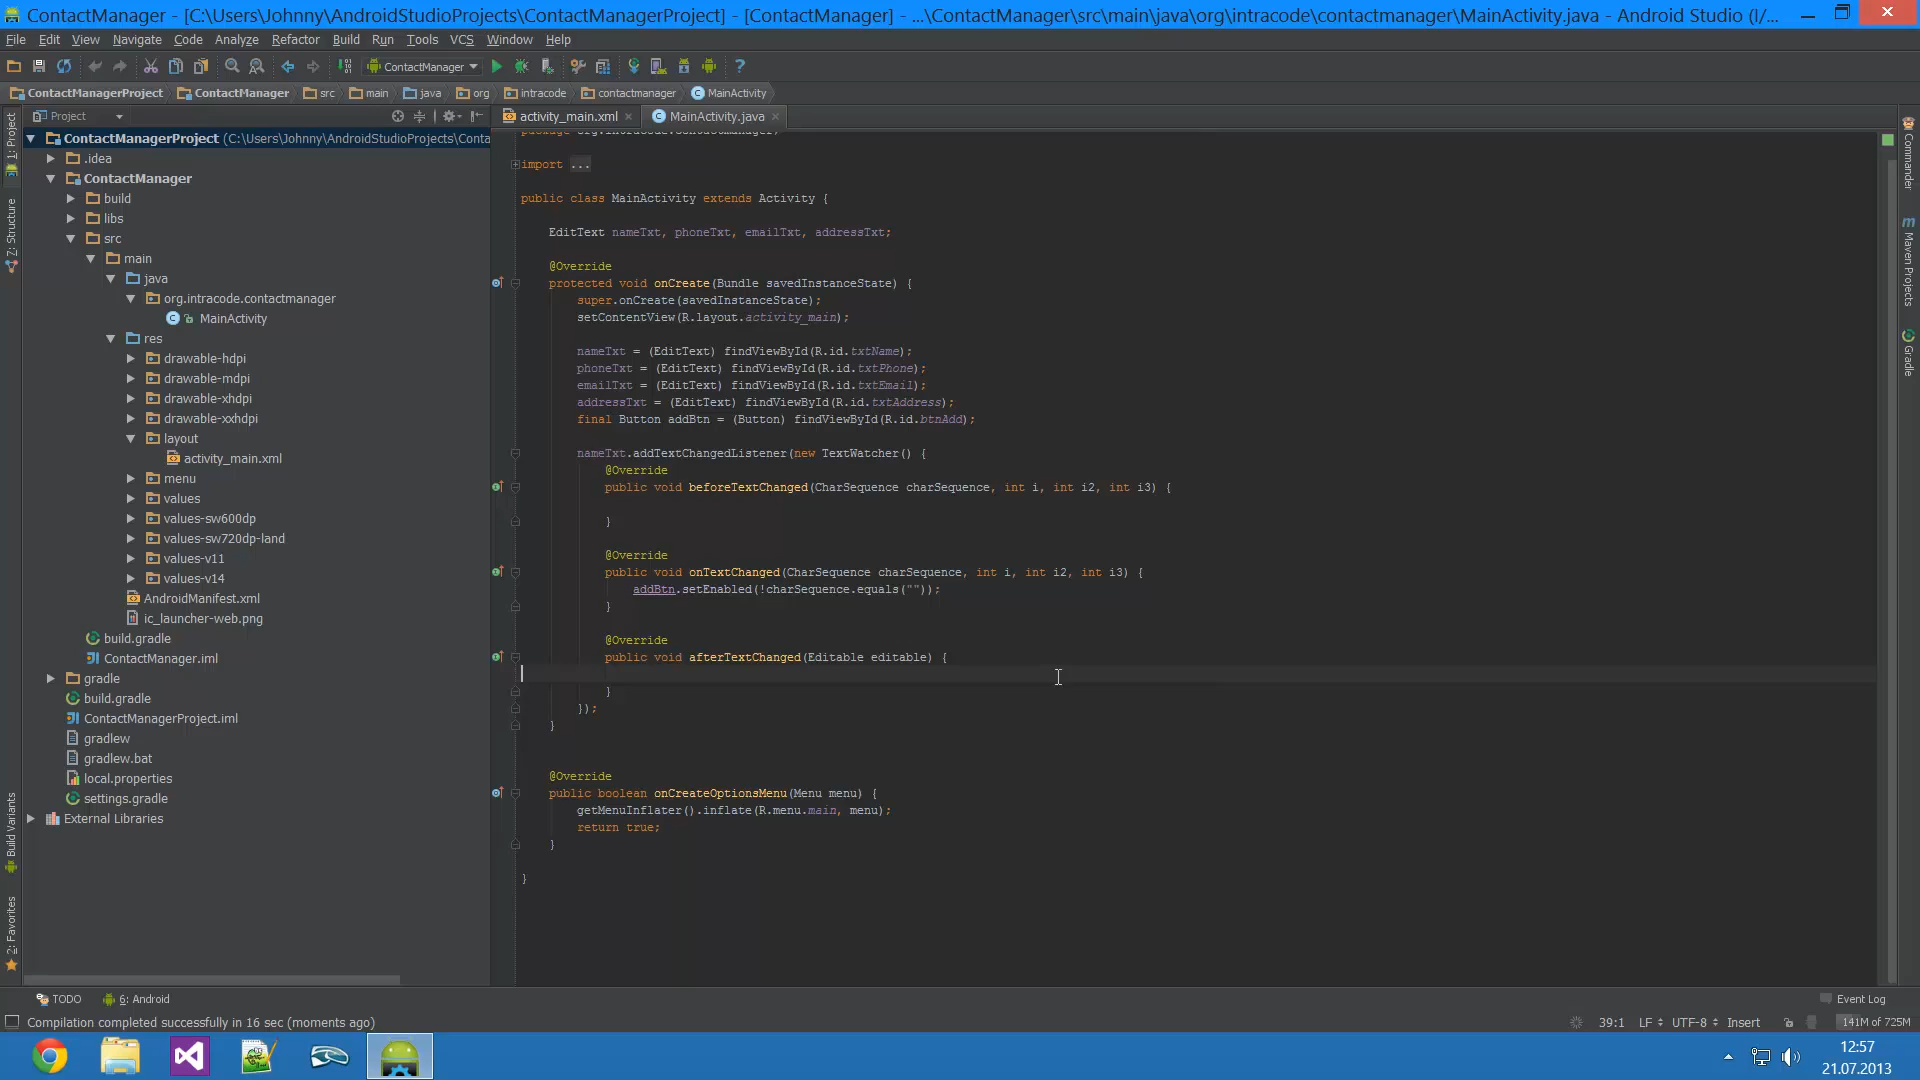 ContactManager - [C:\Users\Johnny\AndroidStudioProjects\ContactManagerProject] - [ContactManager] - ...\ContactManager\src\main\java\org\intracode\contactmanager\MainActivity.java - Android Studio (I/...
File Edit View Navigate Code Analyze Refactor Build Run Tools VCS Window Help
ContactManager
ContactManagerProject ContactManager src main java org intracode contactmanager MainActivity
Project
activity_main.xml MainActivity.java
1: Project
Z: Structure
Build Variants
2: Favorites
ContactManagerProject (C:\Users\Johnny\AndroidStudioProjects\Conta
.idea
ContactManager
build
libs
src
main
java
org.intracode.contactmanager
MainActivity
res
drawable-hdpi
drawable-mdpi
drawable-xhdpi
drawable-xxhdpi
layout
activity_main.xml
menu
values
values-sw600dp
values-sw720dp-land
values-v11
values-v14
AndroidManifest.xml
ic_launcher-web.png
build.gradle
ContactManager.iml
gradle
build.gradle
ContactManagerProject.iml
gradlew
gradlew.bat
local.properties
settings.gradle
External Libraries
import ...
public class MainActivity extends Activity {
EditText nameTxt, phoneTxt, emailTxt, addressTxt;
@Override
protected void onCreate(Bundle savedInstanceState) {
super.onCreate(savedInstanceState);
setContentView(R.layout.activity_main);
nameTxt = (EditText) findViewById(R.id.txtName);
phoneTxt = (EditText) findViewById(R.id.txtPhone);
emailTxt = (EditText) findViewById(R.id.txtEmail);
addressTxt = (EditText) findViewById(R.id.txtAddress);
final Button addBtn = (Button) findViewById(R.id.btnAdd);
nameTxt.addTextChangedListener(new TextWatcher() {
@Override
public void beforeTextChanged(CharSequence charSequence, int i, int i2, int i3) {
}
@Override
public void onTextChanged(CharSequence charSequence, int i, int i2, int i3) {
addBtn.setEnabled(!charSequence.equals(""));
}
@Override
public void afterTextChanged(Editable editable) {
}
});
}
@Override
public boolean onCreateOptionsMenu(Menu menu) {
getMenuInflater().inflate(R.menu.main, menu);
return true;
}
}
Commander
Maven Projects
Gradle
TODO 6: Android Event Log
Compilation completed successfully in 16 sec (moments ago) 39:1 LF UTF-8 Insert 141M of 725M
12:57
21.07.2013